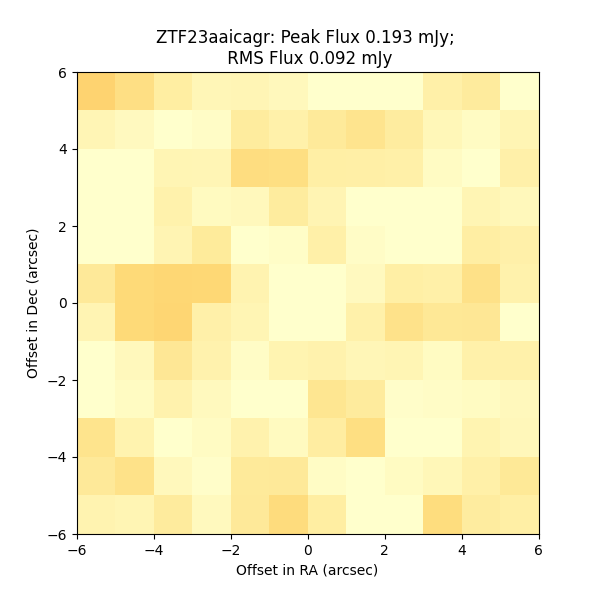 ZTF23aaicagr: Peak Flux 0.193 mJy;
RMS Flux 0.092 mJy
6
4
2
0
−2
−4
−6
Offset in Dec (arcsec)
−6 −4 −2 0 2 4 6
Offset in RA (arcsec)